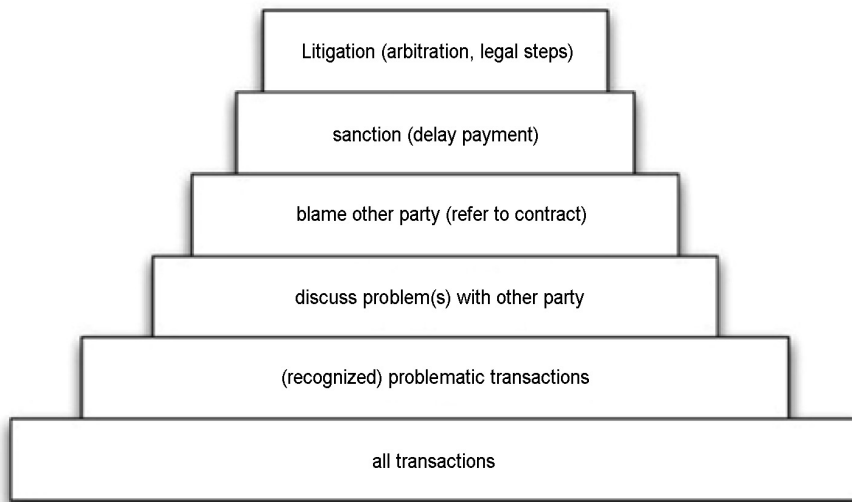 Litigation (arbitration, legal steps)
sanction (delay payment)
blame other party (refer to contract)
discuss problem(s) with other party
(recognized) problematic transactions
all transactions